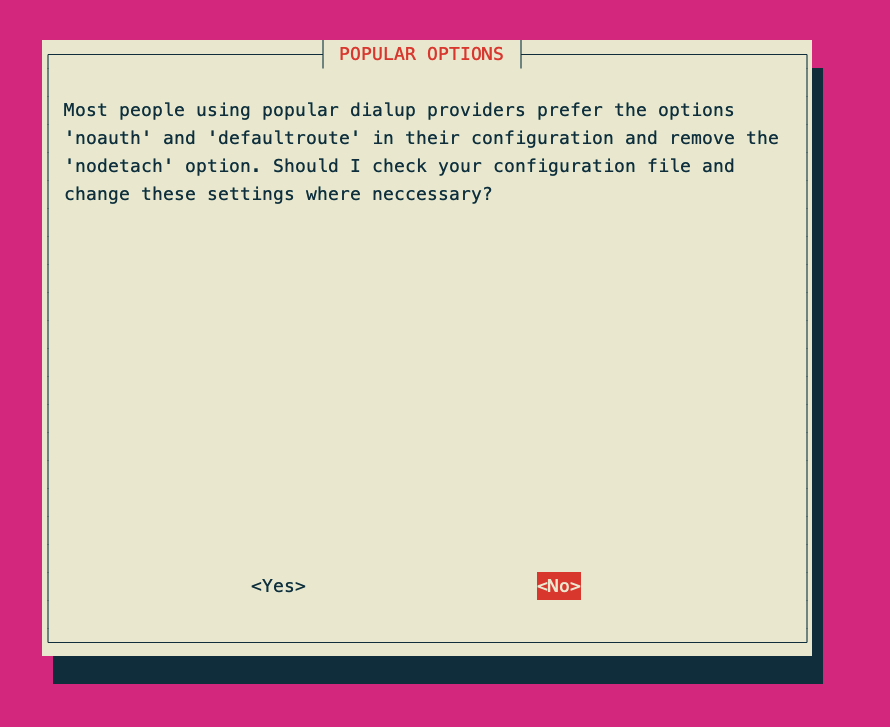 POPULAR OPTIONS
Most people using popular dialup providers prefer the options
'noauth' and 'defaultroute' in their configuration and remove the
'nodetach' option. Should I check your configuration file and
change these settings where neccessary?
<Yes> <No>